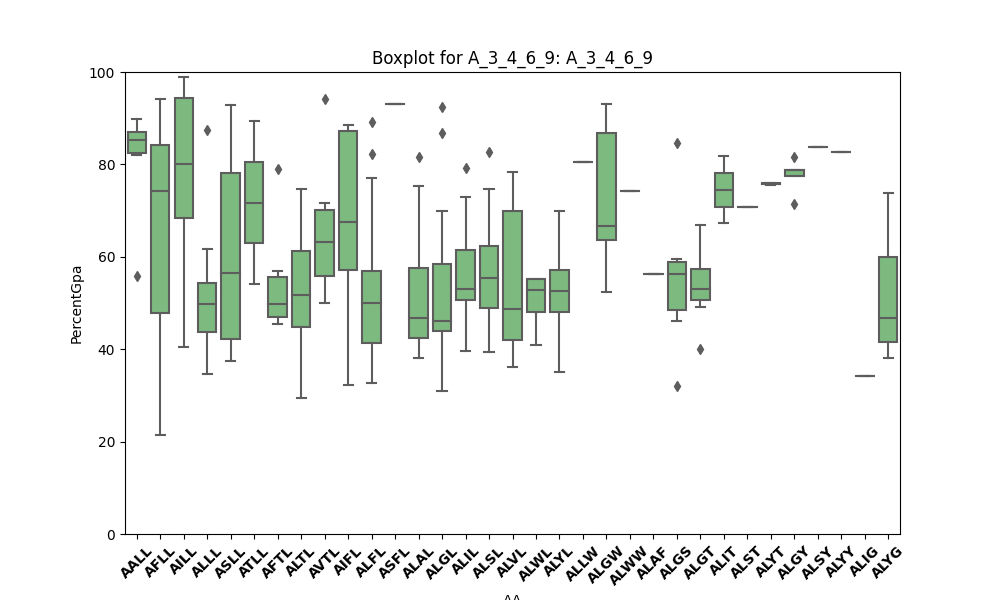 Boxplot for A_3_4_6_9: A_3_4_6_9
100
80
60
40
20
0
PercentGpa
AALL AFLL AILL ALLL ASLL ATLL AFTL ALTL AVTL AIFL ALFL ASFL ALAL ALGL ALIL ALSL ALVL ALWL ALYL ALLW ALGW ALWW ALAF ALGS ALGT ALIT ALST ALYT ALGY ALSY ALYY ALIG ALYG
AA